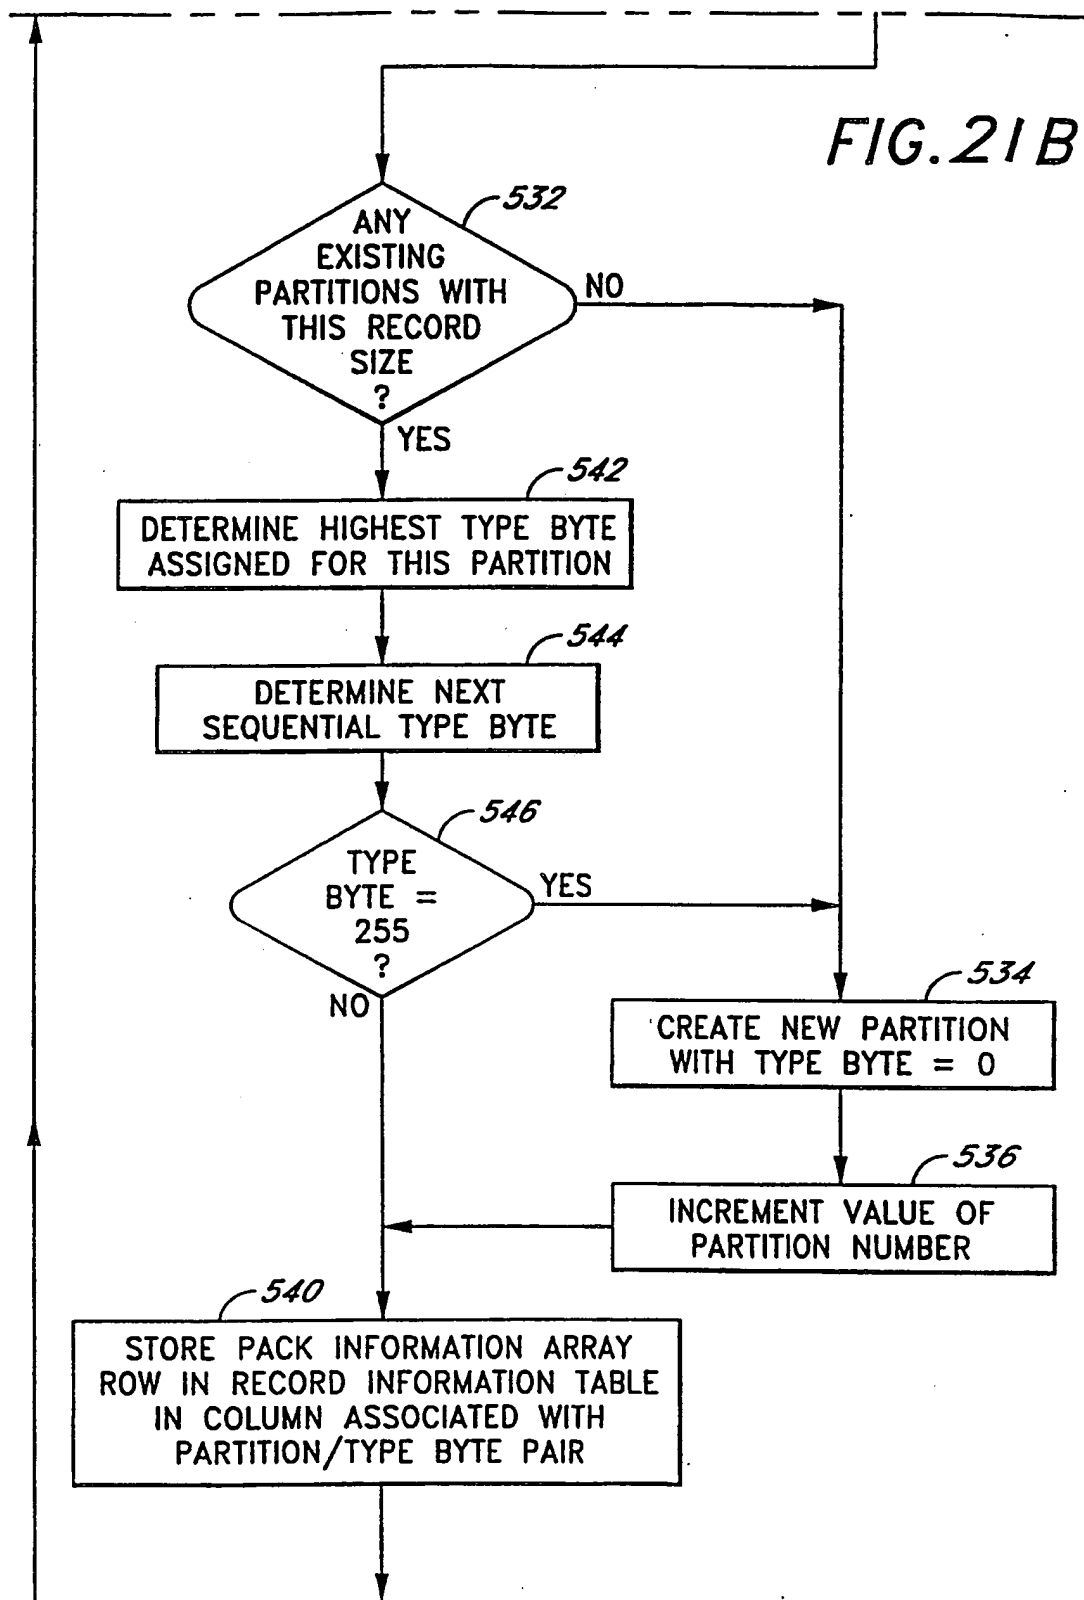 FIG. 21B
532
ANY
EXISTING
PARTITIONS WITH
THIS RECORD
SIZE
?
NO
YES
542
DETERMINE HIGHEST TYPE BYTE
ASSIGNED FOR THIS PARTITION
544
DETERMINE NEXT
SEQUENTIAL TYPE BYTE
546
TYPE
BYTE =
255
?
YES
NO
534
CREATE NEW PARTITION
WITH TYPE BYTE = 0
536
INCREMENT VALUE OF
PARTITION NUMBER
540
STORE PACK INFORMATION ARRAY
ROW IN RECORD INFORMATION TABLE
IN COLUMN ASSOCIATED WITH
PARTITION/TYPE BYTE PAIR